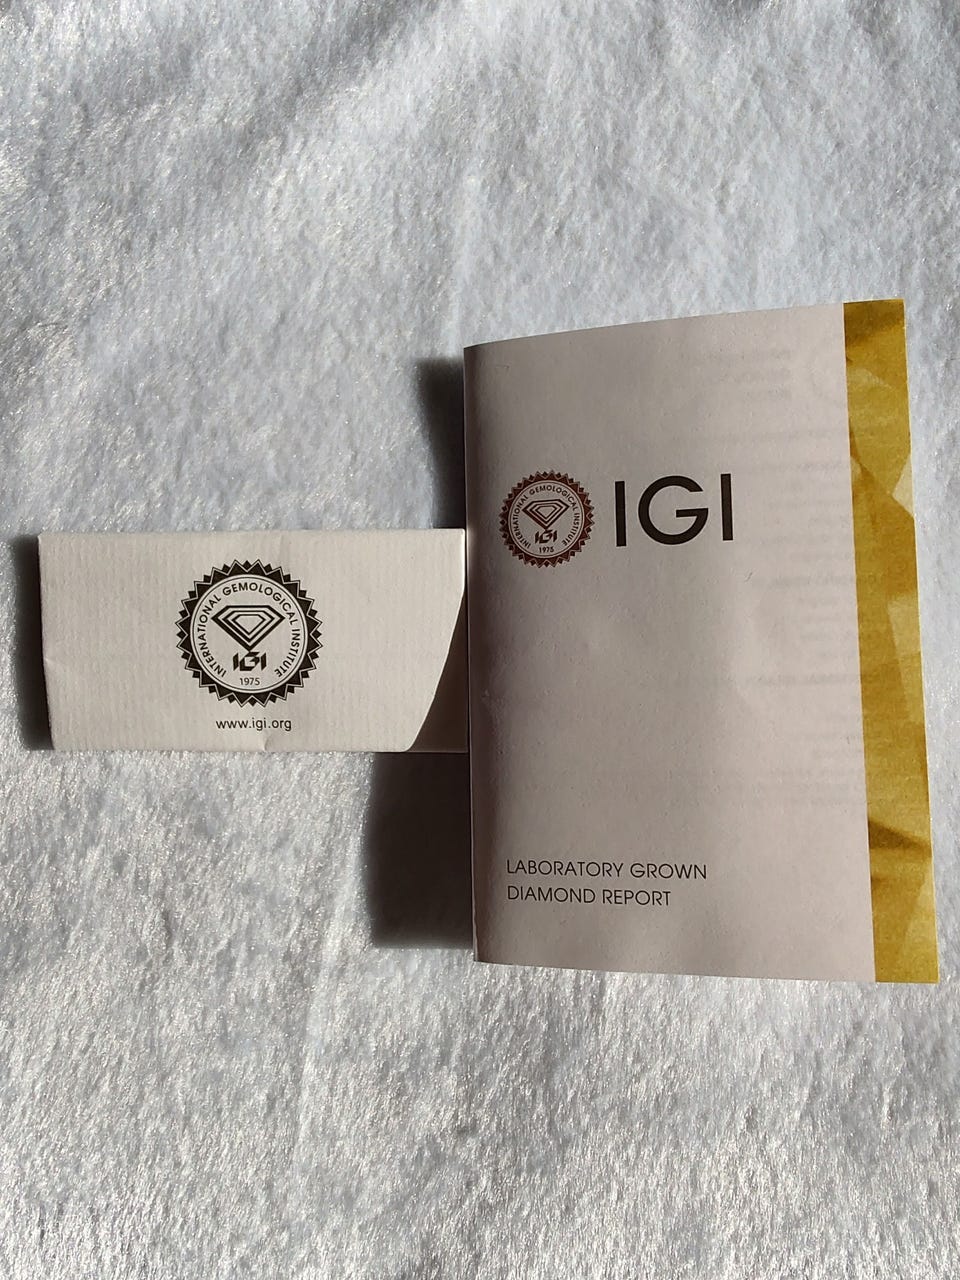 INTERNATIONAL GEMOLOGICAL INSTITUTE
IGI
1975
www.igi.org
INTERNATIONAL GEMOLOGICAL INSTITUTE
IGI
1975
IGI
LABORATORY GROWN
DIAMOND REPORT